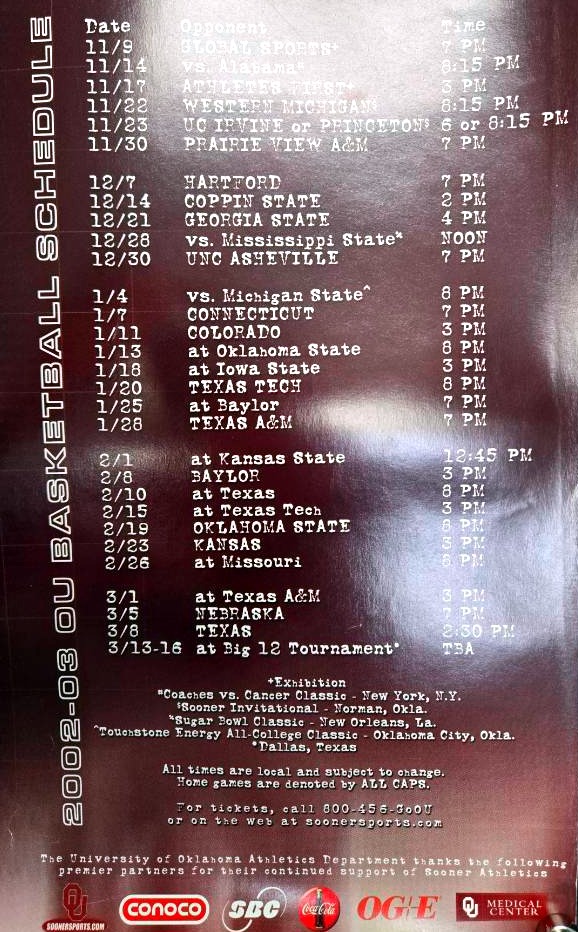 2002-03 OU BASKETBALL SCHEDULE
Date Opponent Time
11/9 GLOBAL SPORTS+ 7 PM
11/14 vs. Alabama¤ 8:15 PM
11/17 ATHLETES FIRST+ 3 PM
11/22 WESTERN MICHIGAN§ 8:15 PM
11/23 UC IRVINE or PRINCETON§ 6 or 8:15 PM
11/30 PRAIRIE VIEW A&M 7 PM
12/7 HARTFORD 7 PM
12/14 COPPIN STATE 2 PM
12/21 GEORGIA STATE 4 PM
12/28 vs. Mississippi State* NOON
12/30 UNC ASHEVILLE 7 PM
1/4 vs. Michigan State^ 8 PM
1/7 CONNECTICUT 7 PM
1/11 COLORADO 3 PM
1/13 at Oklahoma State 8 PM
1/18 at Iowa State 3 PM
1/20 TEXAS TECH 8 PM
1/25 at Baylor 7 PM
1/28 TEXAS A&M 7 PM
2/1 at Kansas State 12:45 PM
2/8 BAYLOR 3 PM
2/10 at Texas 8 PM
2/15 at Texas Tech 3 PM
2/19 OKLAHOMA STATE 8 PM
2/23 KANSAS 3 PM
2/26 at Missouri 8 PM
3/1 at Texas A&M 3 PM
3/5 NEBRASKA 7 PM
3/8 TEXAS 2:30 PM
3/13-16 at Big 12 Tournament• TBA
+Exhibition
¤Coaches vs. Cancer Classic - New York, N.Y.
§Sooner Invitational - Norman, Okla.
*Sugar Bowl Classic - New Orleans, La.
^Touchstone Energy All-College Classic - Oklahoma City, Okla.
•Dallas, Texas
All times are local and subject to change.
Home games are denoted by ALL CAPS.
For tickets, call 800-456-GoOU
or on the web at soonersports.com
The University of Oklahoma Athletics Department thanks the following
premier partners for their continued support of Sooner Athletics
OU SOONERSPORTS.COM
conoco
SBC
Coca-Cola
OG+E
OU MEDICAL CENTER